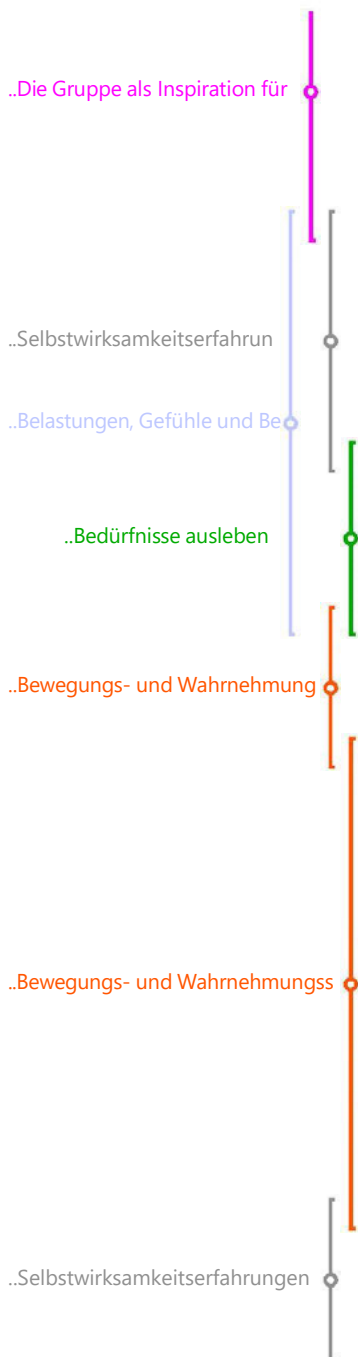 ..Die Gruppe als Inspiration für
..Selbstwirksamkeitserfahrun
..Belastungen, Gefühle und Be
..Bedürfnisse ausleben
..Bewegungs- und Wahrnehmung
..Bewegungs- und Wahrnehmungss
..Selbstwirksamkeitserfahrungen